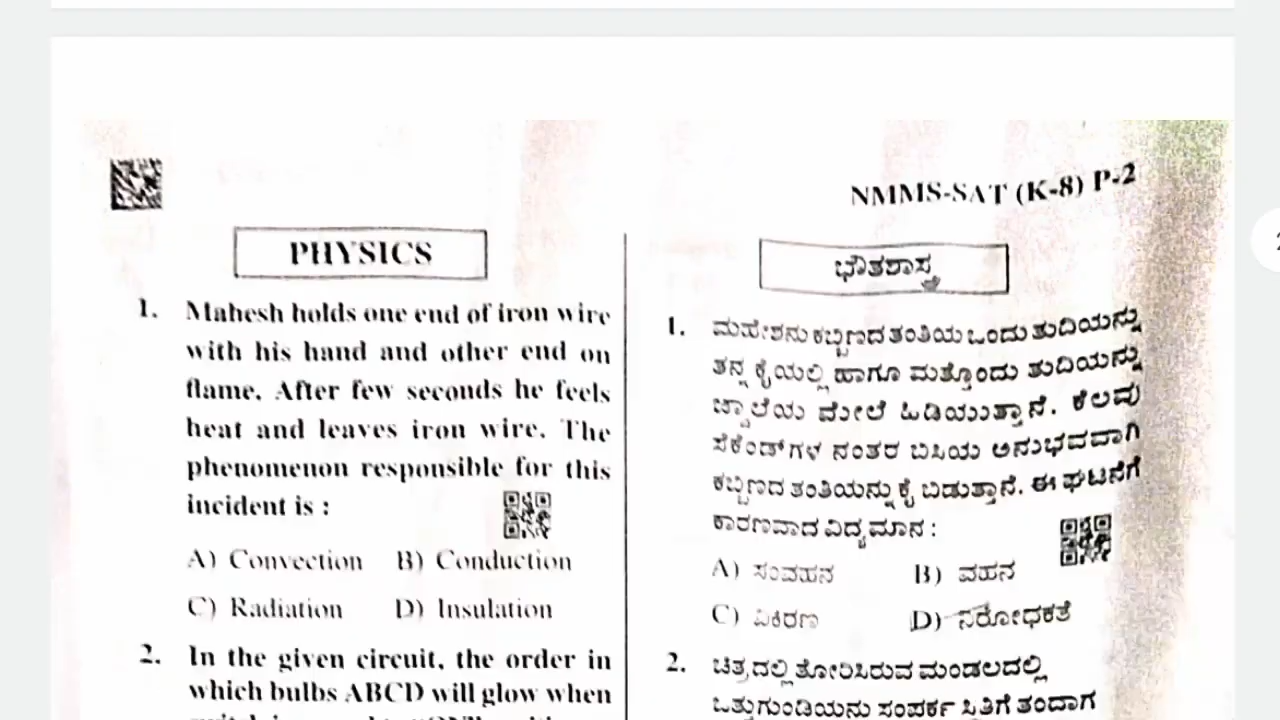 NMMS-SAT (K-8) P-2
PHYSICS
1. Mahesh holds one end of iron wire
with his hand and other end on
flame. After few seconds he feels
heat and leaves iron wire. The
phenomenon responsible for this
incident is :
A) Convection B) Conduction
C) Radiation D) Insulation
2. In the given circuit, the order in
which bulbs ABCD will glow when
ಭೌತಶಾಸ್ತ್ರ
1. ಮಹೇಶನು ಕಬ್ಬಿಣದ ತಂತಿಯ ಒಂದು ತುದಿಯನ್ನು
ತನ್ನ ಕೈಯಲ್ಲಿ ಹಾಗೂ ಮತ್ತೊಂದು ತುದಿಯನ್ನು
ಜ್ವಾಲೆಯ ಮೇಲೆ ಹಿಡಿಯುತ್ತಾನೆ. ಕೆಲವು
ಸೆಕೆಂಡ್‌ಗಳ ನಂತರ ಬಿಸಿಯ ಅನುಭವವಾಗಿ
ಕಬ್ಬಿಣದ ತಂತಿಯನ್ನು ಕೈ ಬಿಡುತ್ತಾನೆ. ಈ ಘಟನೆಗೆ
ಕಾರಣವಾದ ವಿದ್ಯಮಾನ :
A) ಸಂವಹನ B) ವಹನ
C) ವಿಕಿರಣ D) ನಿರೋಧಕತೆ
2. ಚಿತ್ರದಲ್ಲಿ ತೋರಿಸಿರುವ ಮಂಡಲದಲ್ಲಿ
ಒತ್ತುಗುಂಡಿಯನು ಸಂಪರ್ಕ ಸ್ಥಿತಿಗೆ ತಂದಾಗ